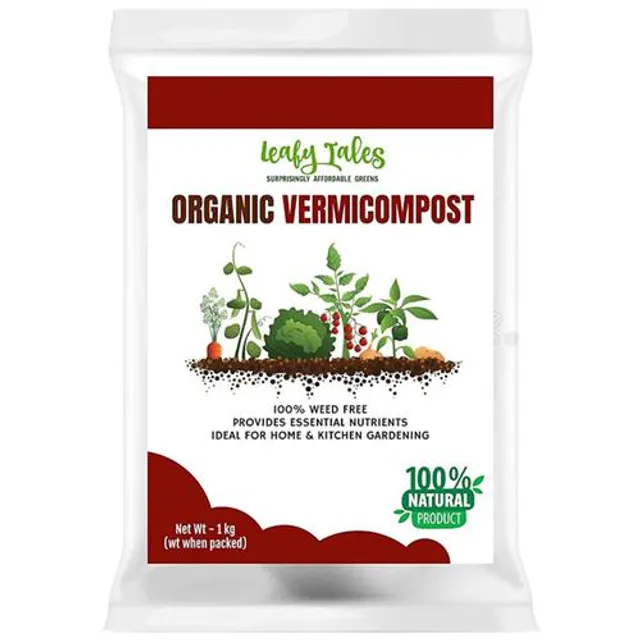 Leafy Tales
SURPRISINGLY AFFORDABLE GREENS
ORGANIC VERMICOMPOST
100% WEED FREE
PROVIDES ESSENTIAL NUTRIENTS
IDEAL FOR HOME & KITCHEN GARDENING
100%
NATURAL
PRODUCT
Net Wt - 1 kg
(wt when packed)